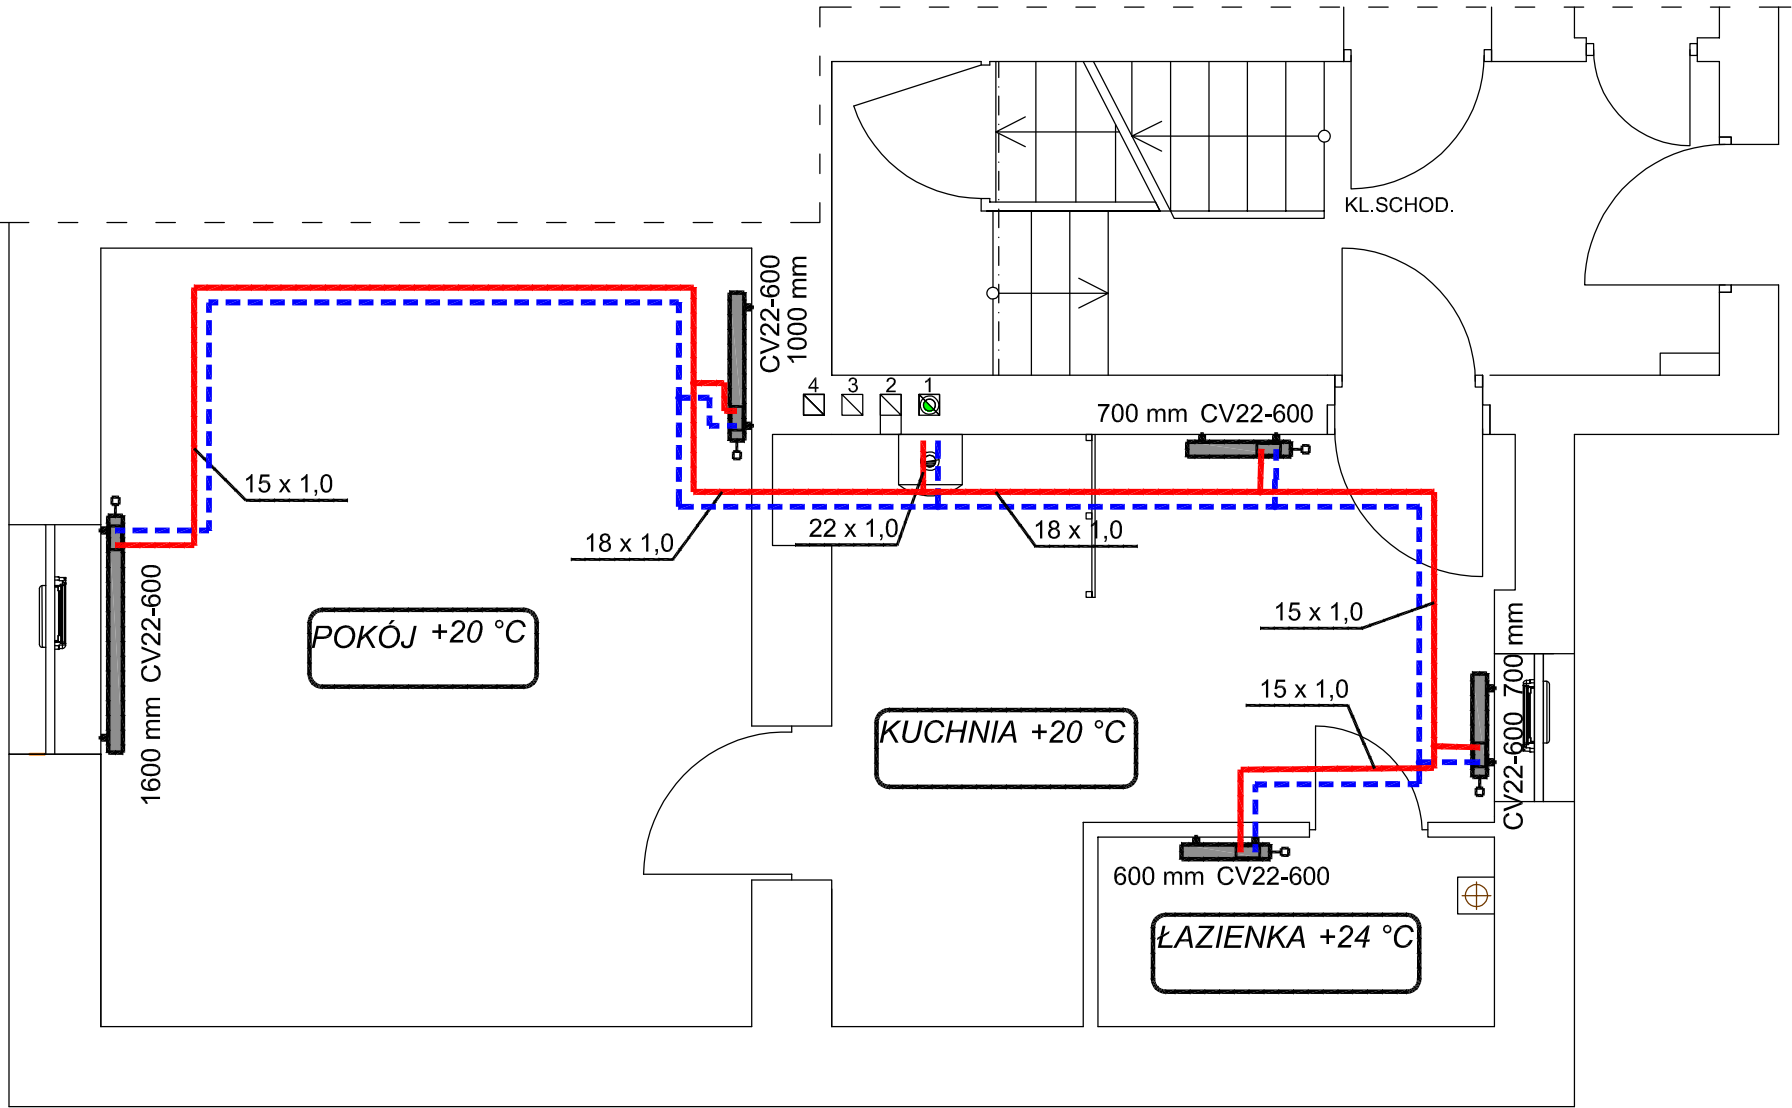 KL.SCHOD.
CV22-600
1000 mm
4
3
2
1
700 mm CV22-600
15 x 1,0
18 x 1,0
22 x 1,0
18 x 1,0
1600 mm CV22-600
POKÓJ +20 °C
15 x 1,0
15 x 1,0
KUCHNIA +20 °C
CV22-600 700 mm
600 mm CV22-600
ŁAZIENKA +24 °C